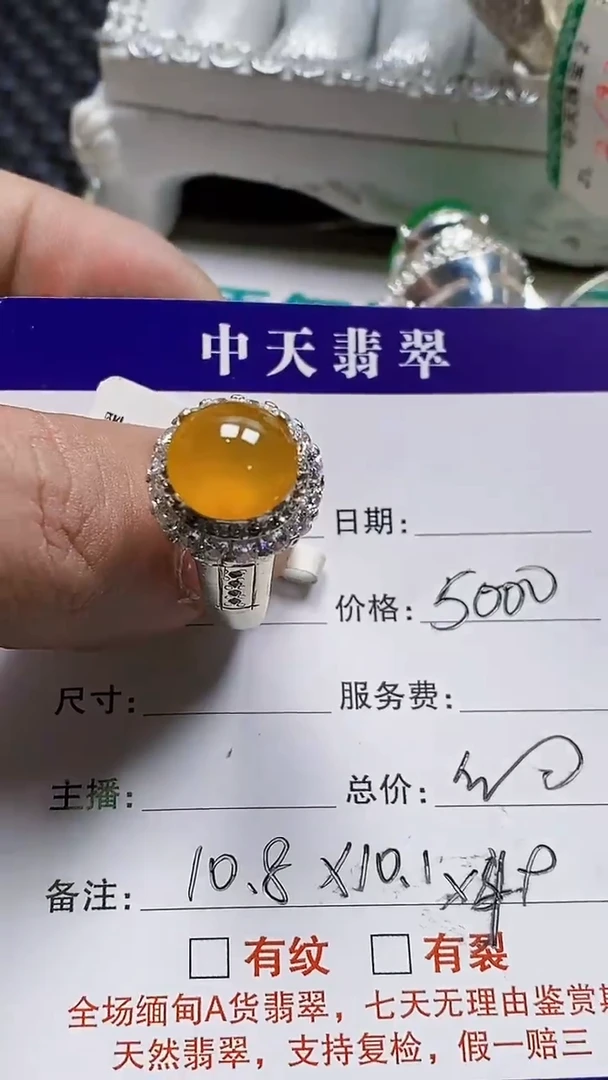 中天翡翠
日期:
价格: 5000
尺寸: 服务费:
主播: 总价:
备注: 10.8×10.1×
有纹 有裂
全场缅甸A货翡翠，七天无理由鉴赏
天然翡翠，支持复检，假一赔三